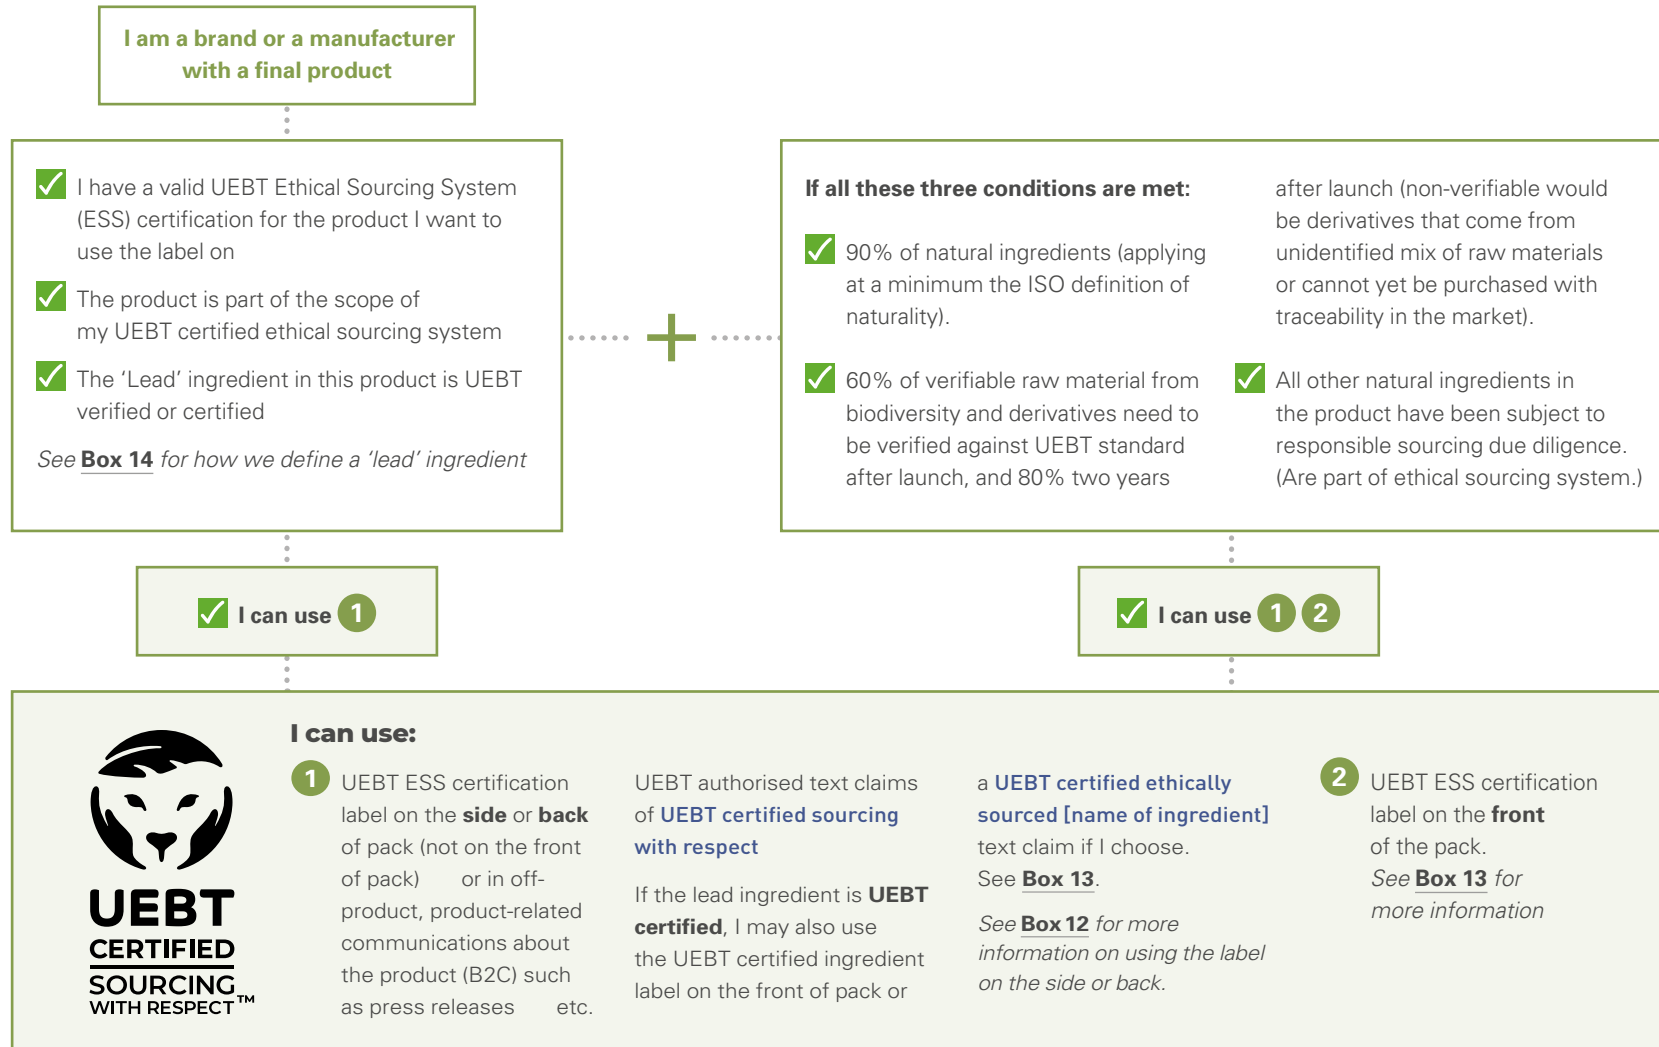 I am a brand or a manufacturer
with a final product
I have a valid UEBT Ethical Sourcing System
(ESS) certification for the product I want to
use the label on
The product is part of the scope of
my UEBT certified ethical sourcing system
The ‘Lead’ ingredient in this product is UEBT
verified or certified
See Box 14 for how we define a ‘lead’ ingredient
If all these three conditions are met:
90% of natural ingredients (applying
at a minimum the ISO definition of
naturality).
60% of verifiable raw material from
biodiversity and derivatives need to
be verified against UEBT standard
after launch, and 80% two years
after launch (non-verifiable would
be derivatives that come from
unidentified mix of raw materials
or cannot yet be purchased with
traceability in the market).
All other natural ingredients in
the product have been subject to
responsible sourcing due diligence.
(Are part of ethical sourcing system.)
I can use 1
I can use 1 2
UEBT
CERTIFIED
SOURCING
WITH RESPECT™
I can use:
1 UEBT ESS certification
label on the side or back
of pack (not on the front
of pack) or in off-
product, product-related
communications about
the product (B2C) such
as press releases etc.
UEBT authorised text claims
of UEBT certified sourcing
with respect
If the lead ingredient is UEBT
certified, I may also use
the UEBT certified ingredient
label on the front of pack or
a UEBT certified ethically
sourced [name of ingredient]
text claim if I choose.
See Box 13.
See Box 12 for more
information on using the label
on the side or back.
2 UEBT ESS certification
label on the front
of the pack.
See Box 13 for
more information